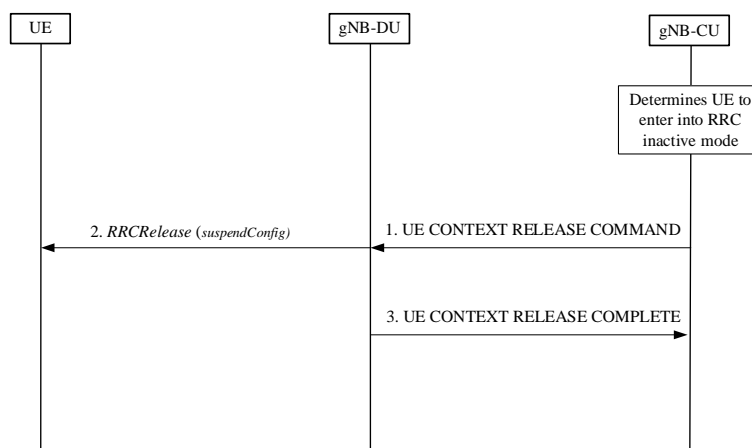 UE
gNB-DU
gNB-CU
Determines UE to
enter into RRC
inactive mode
2. RRCRelease (suspendConfig)
1. UE CONTEXT RELEASE COMMAND
3. UE CONTEXT RELEASE COMPLETE